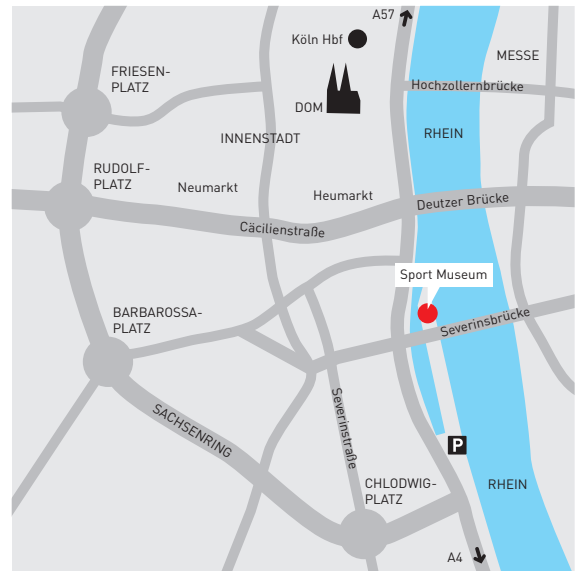 A57
Köln Hbf
MESSE
FRIESEN-
PLATZ
Hochzollernbrücke
DOM
RHEIN
INNENSTADT
RUDOLF-
PLATZ
Neumarkt
Heumarkt
Deutzer Brücke
Cäcilienstraße
Sport Museum
BARBAROSSA-
PLATZ
Severinsbrücke
SACHSENRING
Severinstraße
P
CHLODWIG-
PLATZ
RHEIN
A4